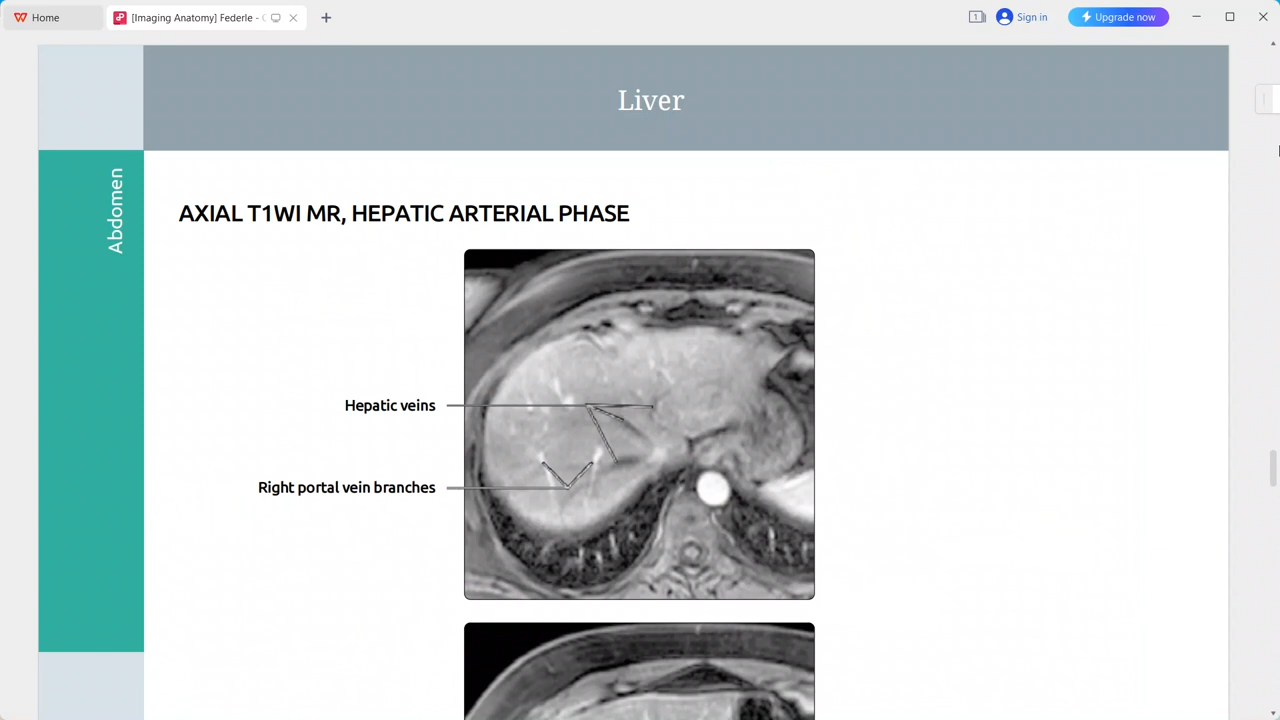 Home
[Imaging Anatomy] Federle -
1
Sign in
Upgrade now
Liver
Abdomen
AXIAL T1WI MR, HEPATIC ARTERIAL PHASE
Hepatic veins
Right portal vein branches